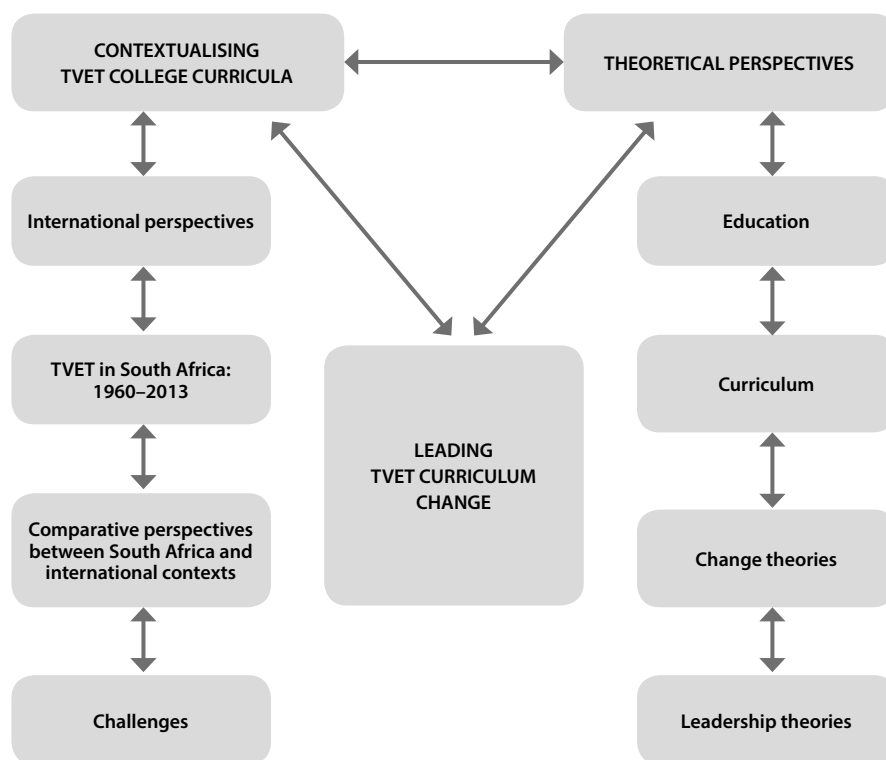 CONTEXTUALISING
TVET COLLEGE CURRICULA
THEORETICAL PERSPECTIVES
International perspectives
Education
TVET in South Africa:
1960–2013
Curriculum
LEADING
TVET CURRICULUM
CHANGE
Comparative perspectives
between South Africa and
international contexts
Change theories
Challenges
Leadership theories